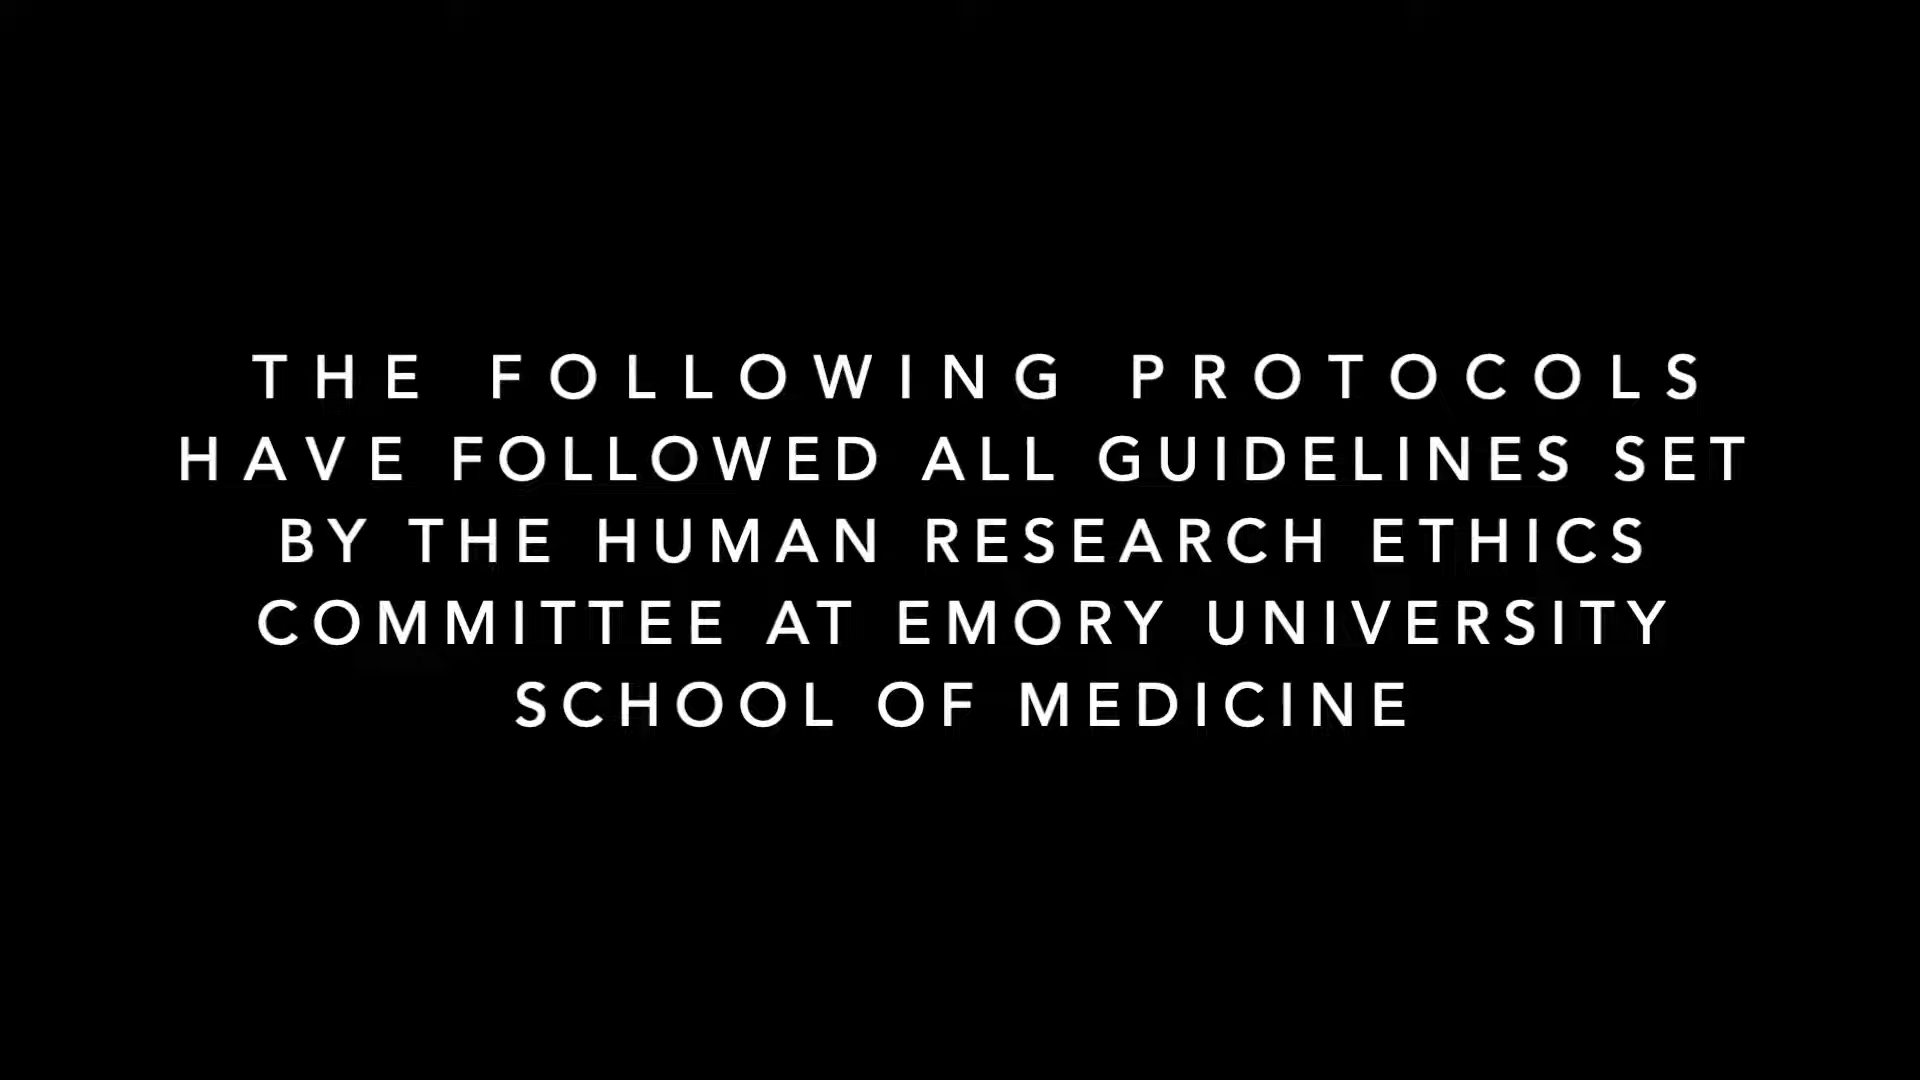 THE FOLLOWING PROTOCOLS
HAVE FOLLOWED ALL GUIDELINES SET
BY THE HUMAN RESEARCH ETHICS
COMMITTEE AT EMORY UNIVERSITY
SCHOOL OF MEDICINE